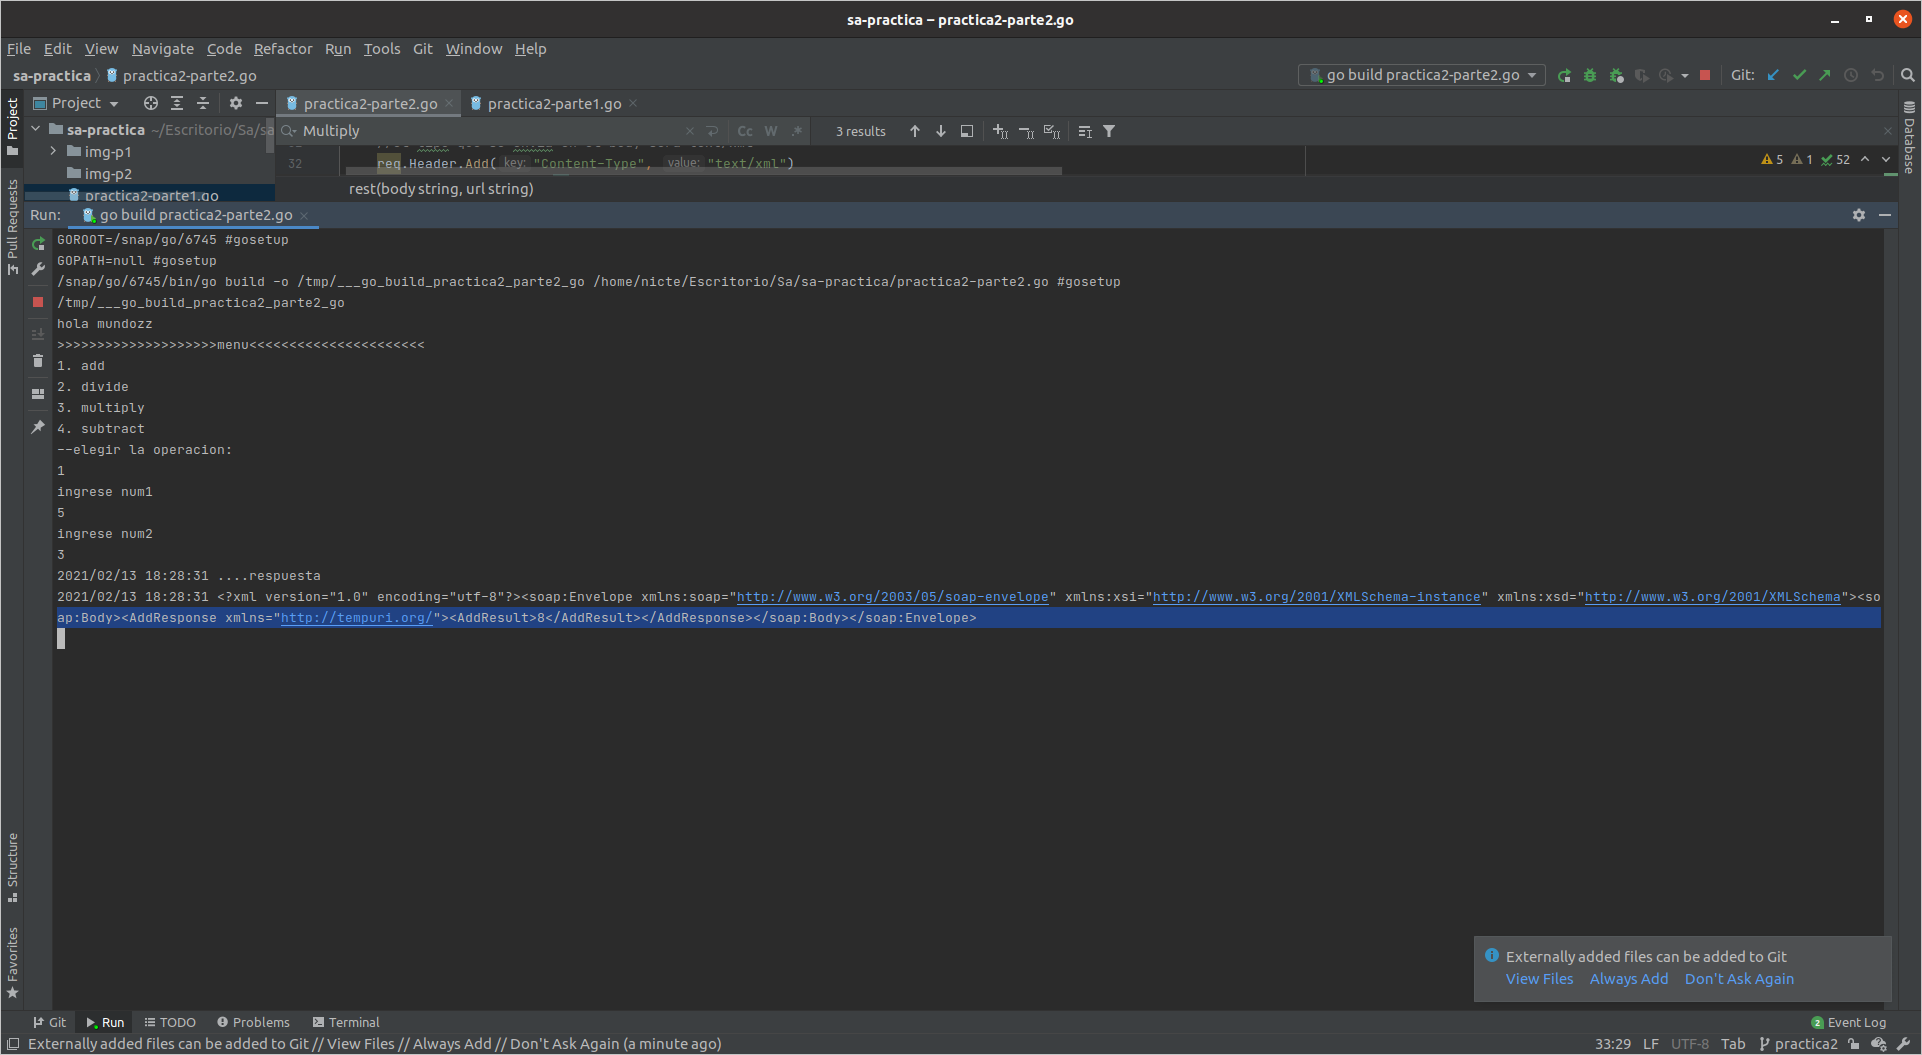 sa-practica – practica2-parte2.go
File Edit View Navigate Code Refactor Run Tools Git Window Help
sa-practica practica2-parte2.go
go build practica2-parte2.go
Git:
Project
practica2-parte2.go
practica2-parte1.go
sa-practica ~/Escritorio/Sa/sa
Multiply
Cc W .*
3 results
img-p1
img-p2
practica2-parte1.go
32 req.Header.Add( key: "Content-Type", value: "text/xml")
5 1 52
rest(body string, url string)
Run: go build practica2-parte2.go
GOROOT=/snap/go/6745 #gosetup
GOPATH=null #gosetup
/snap/go/6745/bin/go build -o /tmp/___go_build_practica2_parte2_go /home/nicte/Escritorio/Sa/sa-practica/practica2-parte2.go #gosetup
/tmp/___go_build_practica2_parte2_go
hola mundozz
>>>>>>>>>>>>>>>>>>>>menu<<<<<<<<<<<<<<<<<<<<<<
1. add
2. divide
3. multiply
4. subtract
--elegir la operacion:
1
ingrese num1
5
ingrese num2
3
2021/02/13 18:28:31 ....respuesta
2021/02/13 18:28:31 <?xml version="1.0" encoding="utf-8"?><soap:Envelope xmlns:soap="http://www.w3.org/2003/05/soap-envelope" xmlns:xsi="http://www.w3.org/2001/XMLSchema-instance" xmlns:xsd="http://www.w3.org/2001/XMLSchema"><so
ap:Body><AddResponse xmlns="http://tempuri.org/"><AddResult>8</AddResult></AddResponse></soap:Body></soap:Envelope>
Project
Pull Requests
Structure
Favorites
Database
Externally added files can be added to Git
View Files Always Add Don't Ask Again
Git Run TODO Problems Terminal
2 Event Log
Externally added files can be added to Git // View Files // Always Add // Don't Ask Again (a minute ago)
33:29 LF UTF-8 Tab practica2